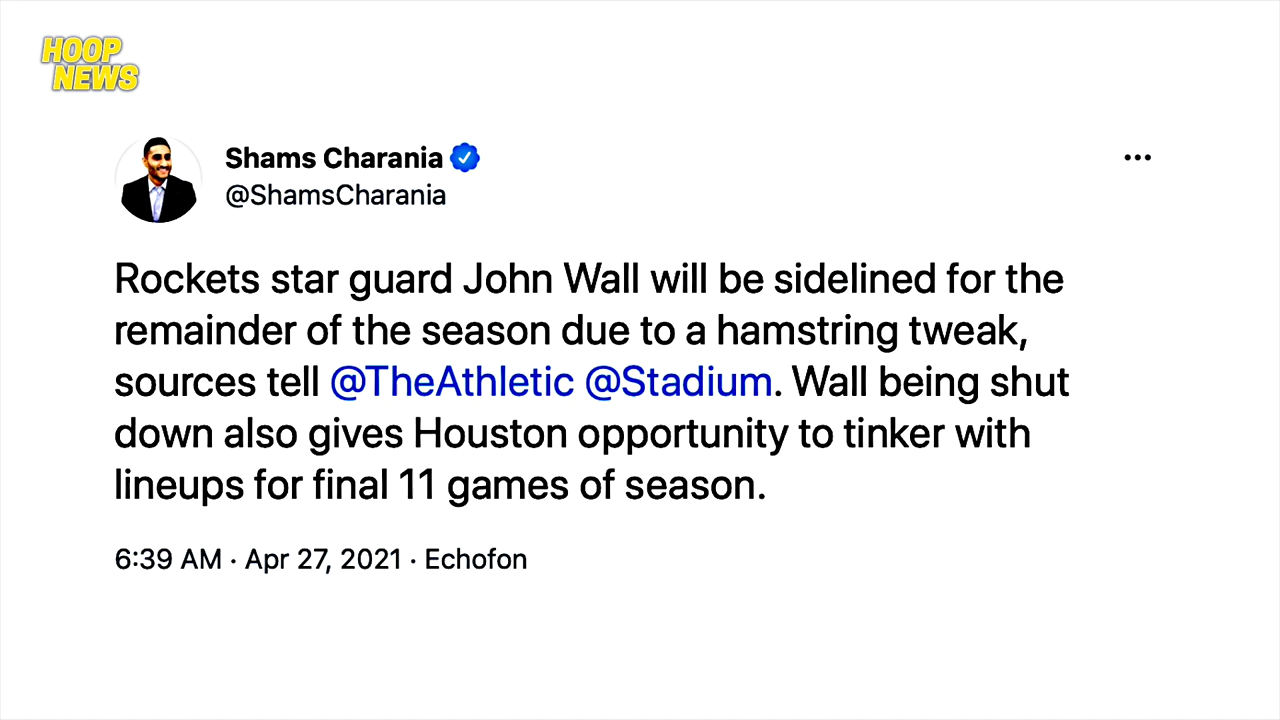 HOOP
NEWS
Shams Charania
@ShamsCharania
Rockets star guard John Wall will be sidelined for the
remainder of the season due to a hamstring tweak,
sources tell @TheAthletic @Stadium. Wall being shut
down also gives Houston opportunity to tinker with
lineups for final 11 games of season.
6:39 AM · Apr 27, 2021 · Echofon